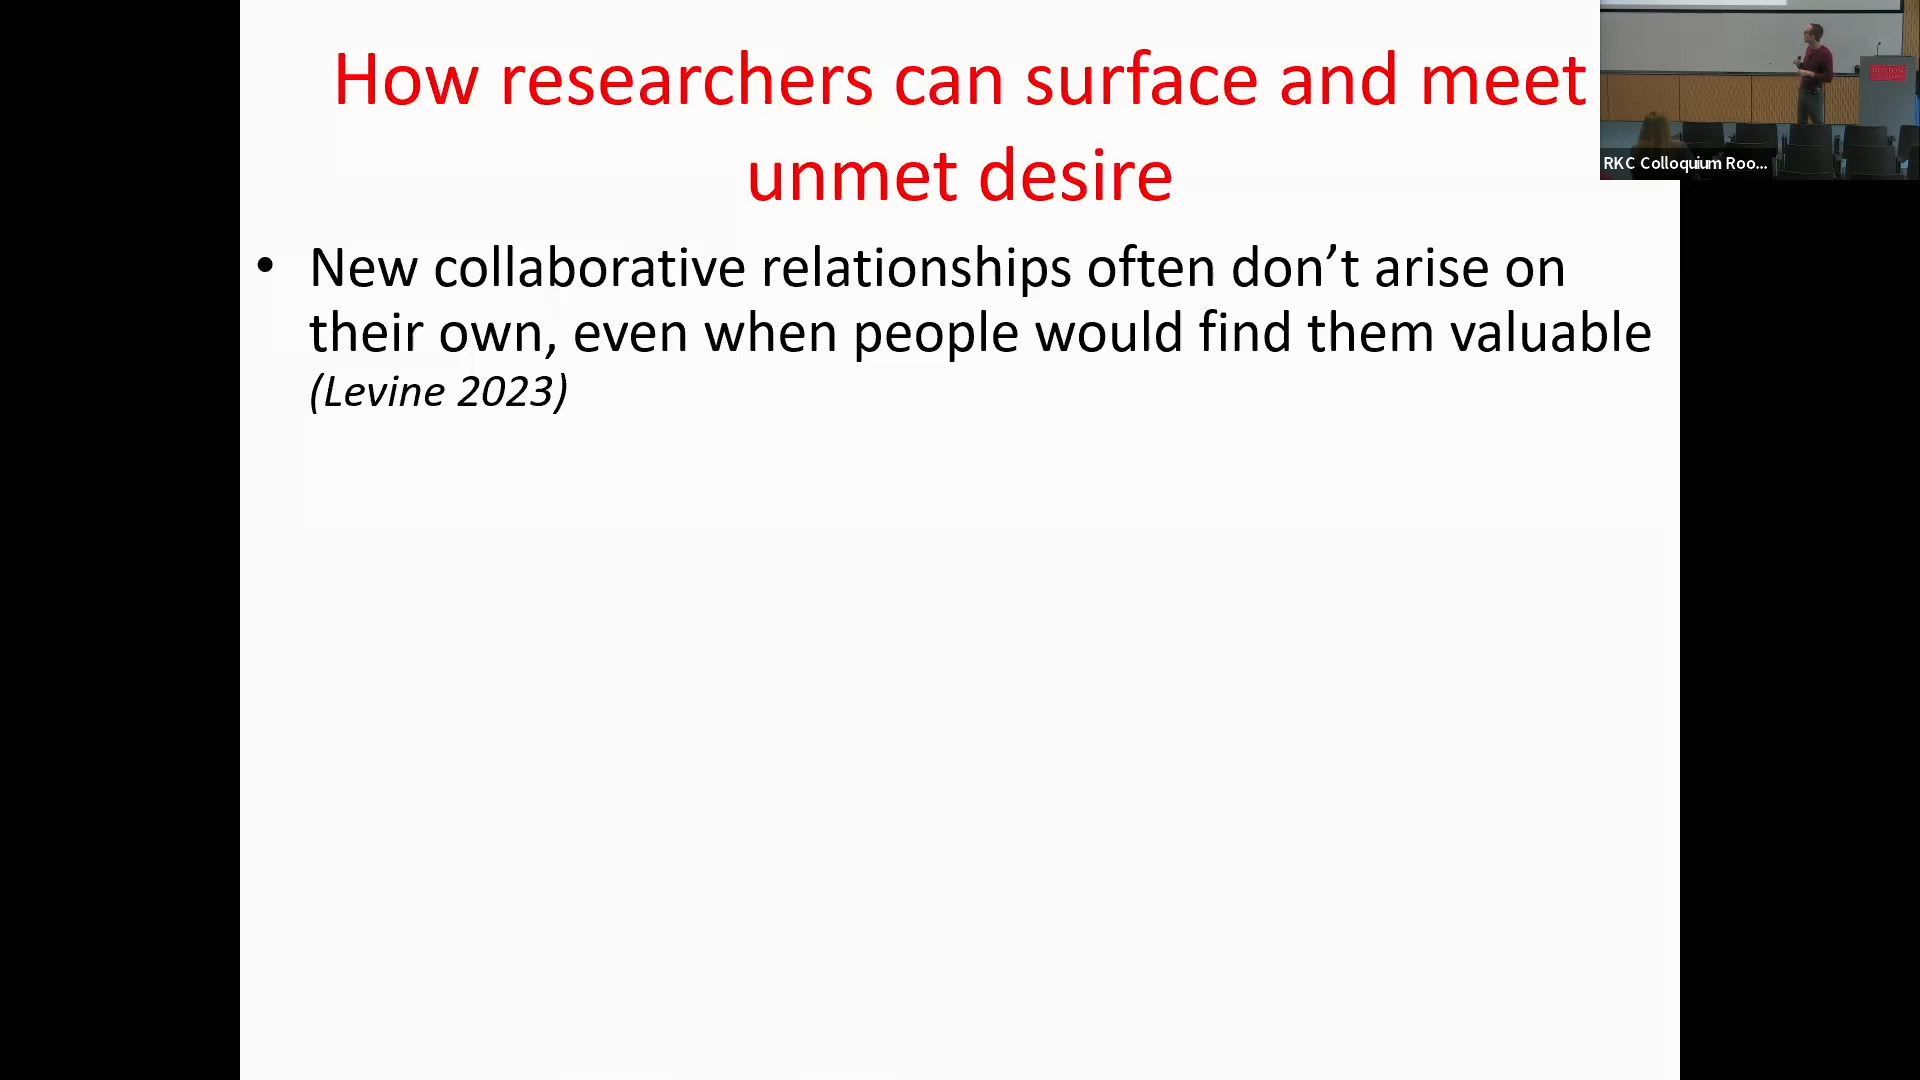 How researchers can surface and meet
unmet desire
• New collaborative relationships often don’t arise on
their own, even when people would find them valuable
(Levine 2023)
RKC Colloquium Roo...
BOSTON